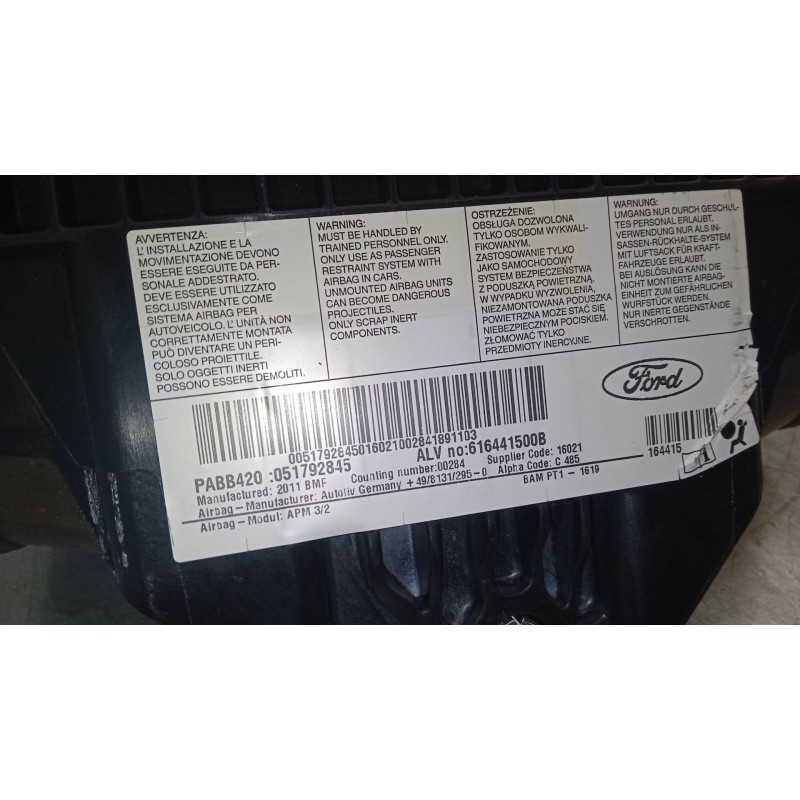 AVVERTENZA:
L' INSTALLAZIONE E LA
MOVIMENTAZIONE DEVONO
ESSERE ESEGUITE DA PER-
SONALE ADDESTRATO.
DEVE ESSERE UTILIZZATO
ESCLUSIVAMENTE COME
SISTEMA AIRBAG PER
AUTOVEICOLO. L' UNITÀ NON
CORRETTAMENTE MONTATA
PUÒ DIVENTARE UN PERI-
COLOSO PROIETTILE.
SOLO OGGETTI INERTI
POSSONO ESSERE DEMOLITI.
WARNING:
MUST BE HANDLED BY
TRAINED PERSONNEL ONLY.
ONLY USE AS PASSENGER
RESTRAINT SYSTEM WITH
AIRBAG IN CARS.
UNMOUNTED AIRBAG UNITS
CAN BECOME DANGEROUS
PROJECTILES.
ONLY SCRAP INERT
COMPONENTS.
OSTRZEŻENIE:
OBSŁUGA DOZWOLONA
TYLKO OSOBOM WYKWALI-
FIKOWANYM.
ZASTOSOWANIE TYLKO
JAKO SAMOCHODOWY
SYSTEM BEZPIECZEŃSTWA
Z PODUSZKĄ POWIETRZNĄ.
W WYPADKU WYZWOLENIA,
NIEZAMONTOWANA PODUSZKA
POWIETRZNA MOŻE STAĆ SIĘ
NIEBEZPIECZNYM POCISKIEM.
ZŁOMOWAĆ TYLKO
PRZEDMIOTY INERCYJNE.
WARNUNG:
UMGANG NUR DURCH GESCHUL-
TES PERSONAL ERLAUBT.
VERWENDUNG NUR ALS IN-
SASSEN-RÜCKHALTE-SYSTEM
MIT LUFTSACK FÜR KRAFT-
FAHRZEUGE ERLAUBT.
BEI AUSLÖSUNG KANN DIE
NICHT MONTIERTE AIRBAG-
EINHEIT ZUM GEFÄHRLICHEN
WURFSTÜCK WERDEN.
NUR INERTE GEGENSTÄNDE
VERSCHROTTEN.
Ford
005179284501602100284189​1103
164415
PABB420 :051792845
ALV no:616441500B
Manufactured: 2011 BMF
Counting number:00284
Supplier Code: 16021
Airbag-Manufacturer: Autoliv Germany +49/8131/295-0
Alpha Code: C 485
Airbag-Modul: APM 3/2
BAM PT1-1619